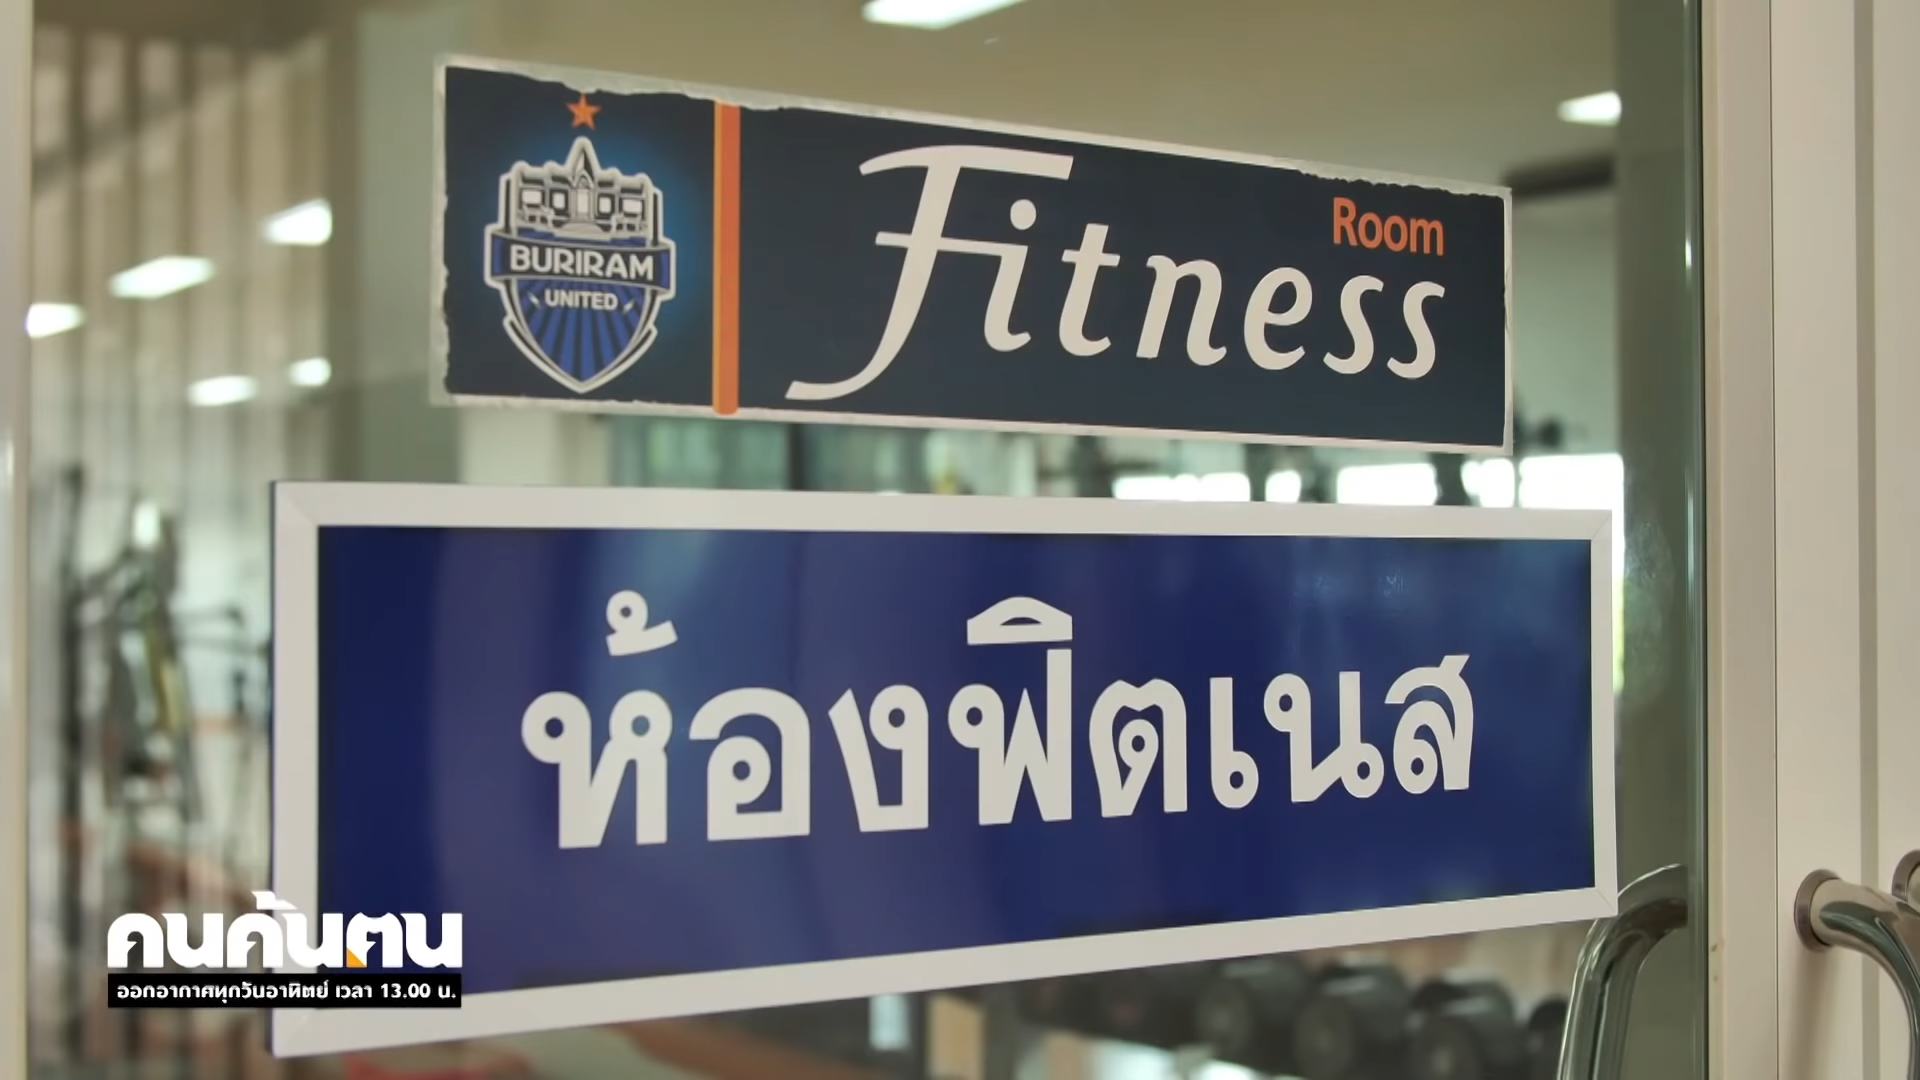 BURIRAM
UNITED
Fitness Room
ห้องฟิตเนส
คนค้นฅน
ออกอากาศทุกวันอาทิตย์ เวลา 13.00 น.